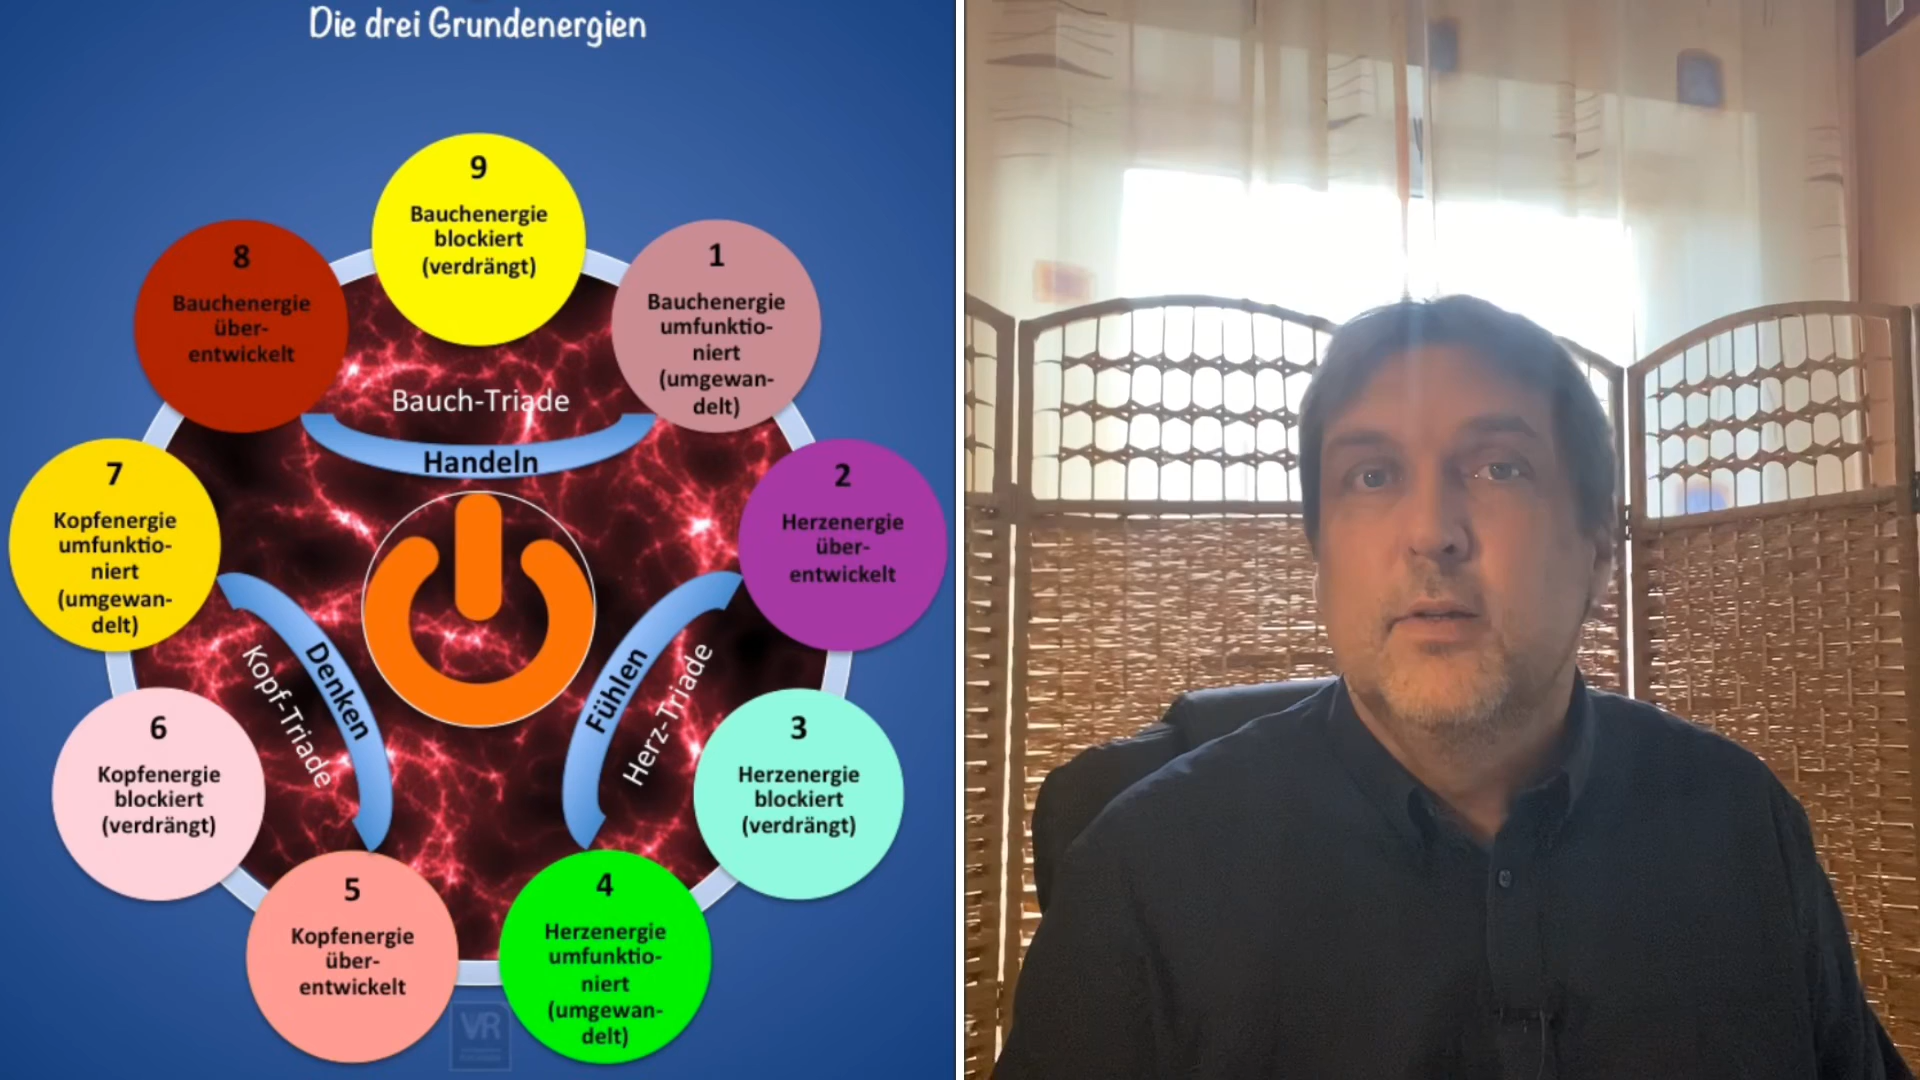 Die drei Grundenergien
9
Bauchenergie
blockiert
(verdrängt)
8
Bauchenergie
über-
entwickelt
1
Bauchenergie
umfunktio-
niert
(umgewan-
delt)
Bauch-Triade
Handeln
7
Kopfenergie
umfunktio-
niert
(umgewan-
delt)
2
Herzenergie
über-
entwickelt
Denken
Kopf-Triade
Fühlen
Herz-Triade
6
Kopfenergie
blockiert
(verdrängt)
3
Herzenergie
blockiert
(verdrängt)
5
Kopfenergie
über-
entwickelt
4
Herzenergie
umfunktio-
niert
(umgewan-
delt)
VR